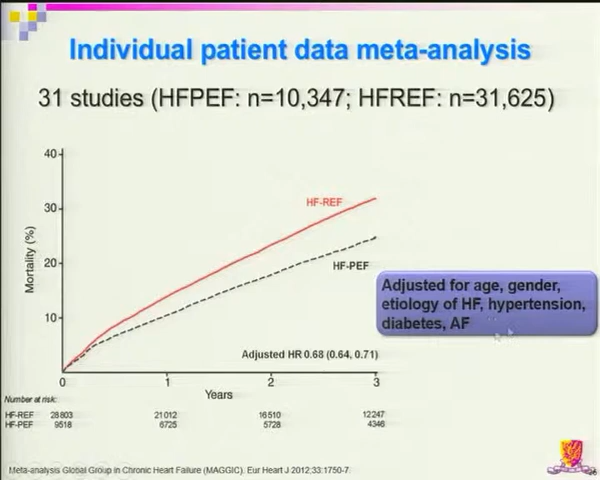 Individual patient data meta-analysis
31 studies (HFPEF: n=10,347; HFREF: n=31,625)
40
30
20
10
Mortality (%)
HF-REF
HF-PEF
Adjusted HR 0.68 (0.64, 0.71)
0 1 2 3
Years
Adjusted for age, gender,
etiology of HF, hypertension,
diabetes, AF
Number at risk:
HF-REF 28803 21012 16510 12247
HF-PEF 9518 6725 5728 4346
Meta-analysis Global Group in Chronic Heart Failure (MAGGIC). Eur Heart J 2012;33:1750-7